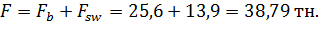 F = F_b + F_sw = 25,6 + 13,9 = 38,79 тн.